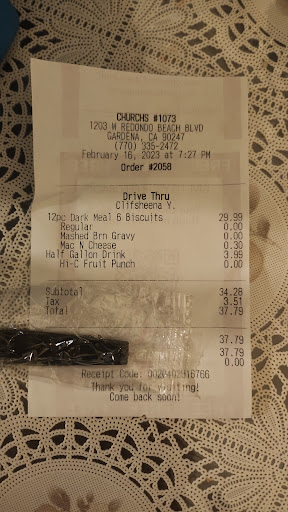 CHURCHS #1073
1203 W REDONDO BEACH BLVD
GARDENA, CA 90247
(770) 335-2472
February 16, 2023 at 7:27 PM
Order #2058
Drive Thru
Clifsheena Y.
12pc Dark Meal 6 Biscuits 29.99
Regular 0.00
Mashed Brn Gravy 0.00
Mac N Cheese 0.30
Half Gallon Drink 3.99
Hi-C Fruit Punch 0.00
Subtotal 34.28
Tax 3.51
Total 37.79
37.79
37.79
0.00
Receipt Code:
Thank you for visiting!
Come back soon!